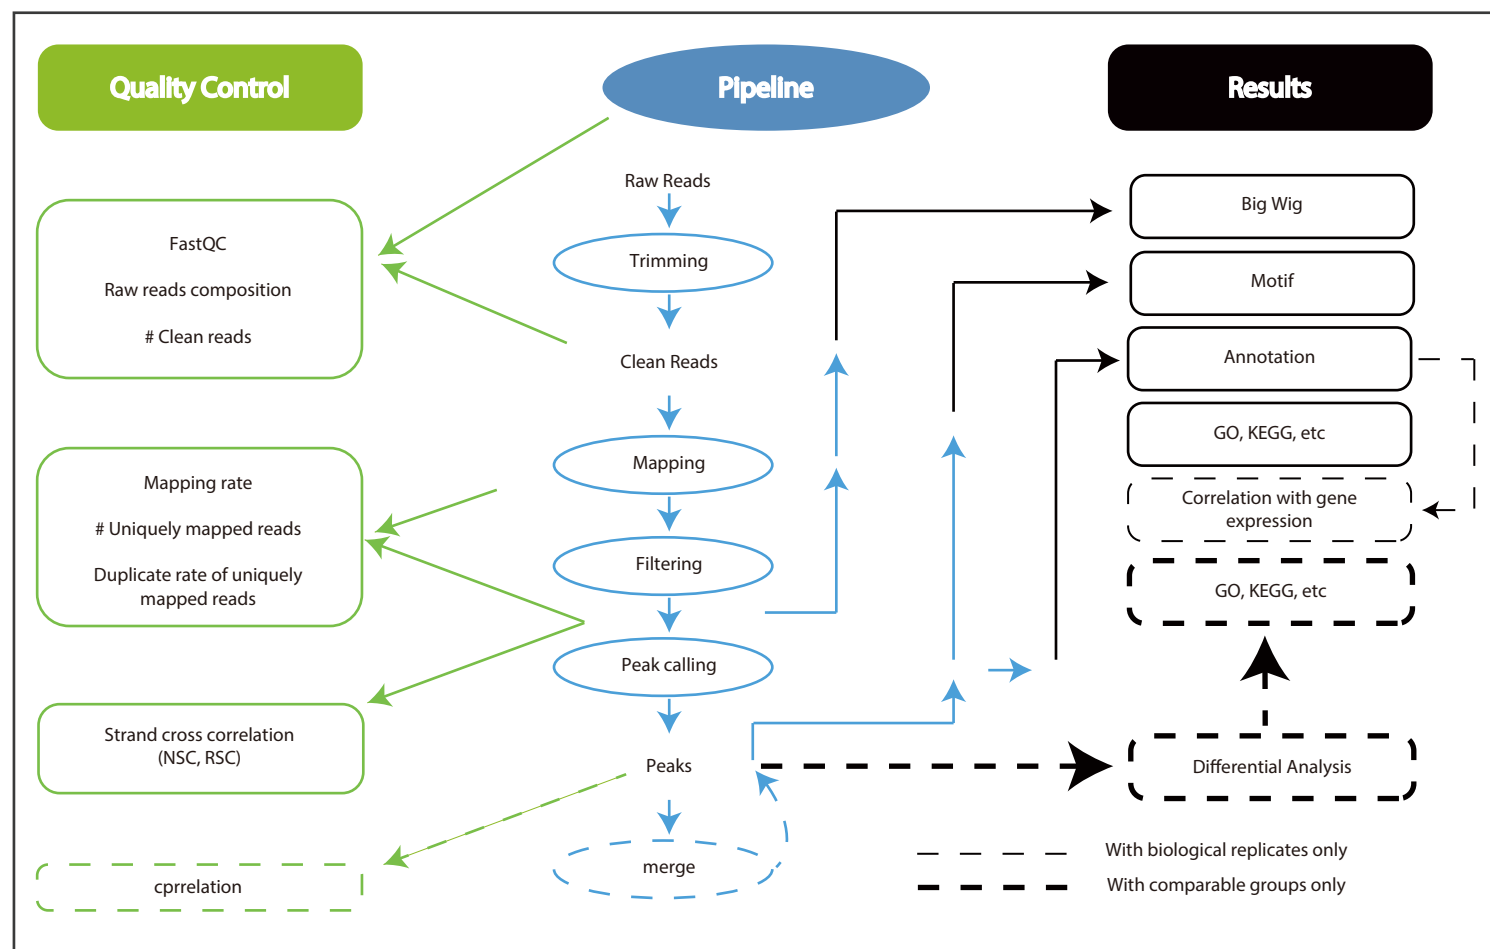 Quality Control
Pipeline
Results
FastQC
Raw reads composition
# Clean reads
Mapping rate
# Uniquely mapped reads
Duplicate rate of uniquely
mapped reads
Strand cross correlation
(NSC, RSC)
cprrelation
Raw Reads
Trimming
Clean Reads
Mapping
Filtering
Peak calling
Peaks
merge
Big Wig
Motif
Annotation
GO, KEGG, etc
Correlation with gene
expression
GO, KEGG, etc
Differential Analysis
With biological replicates only
With comparable groups only